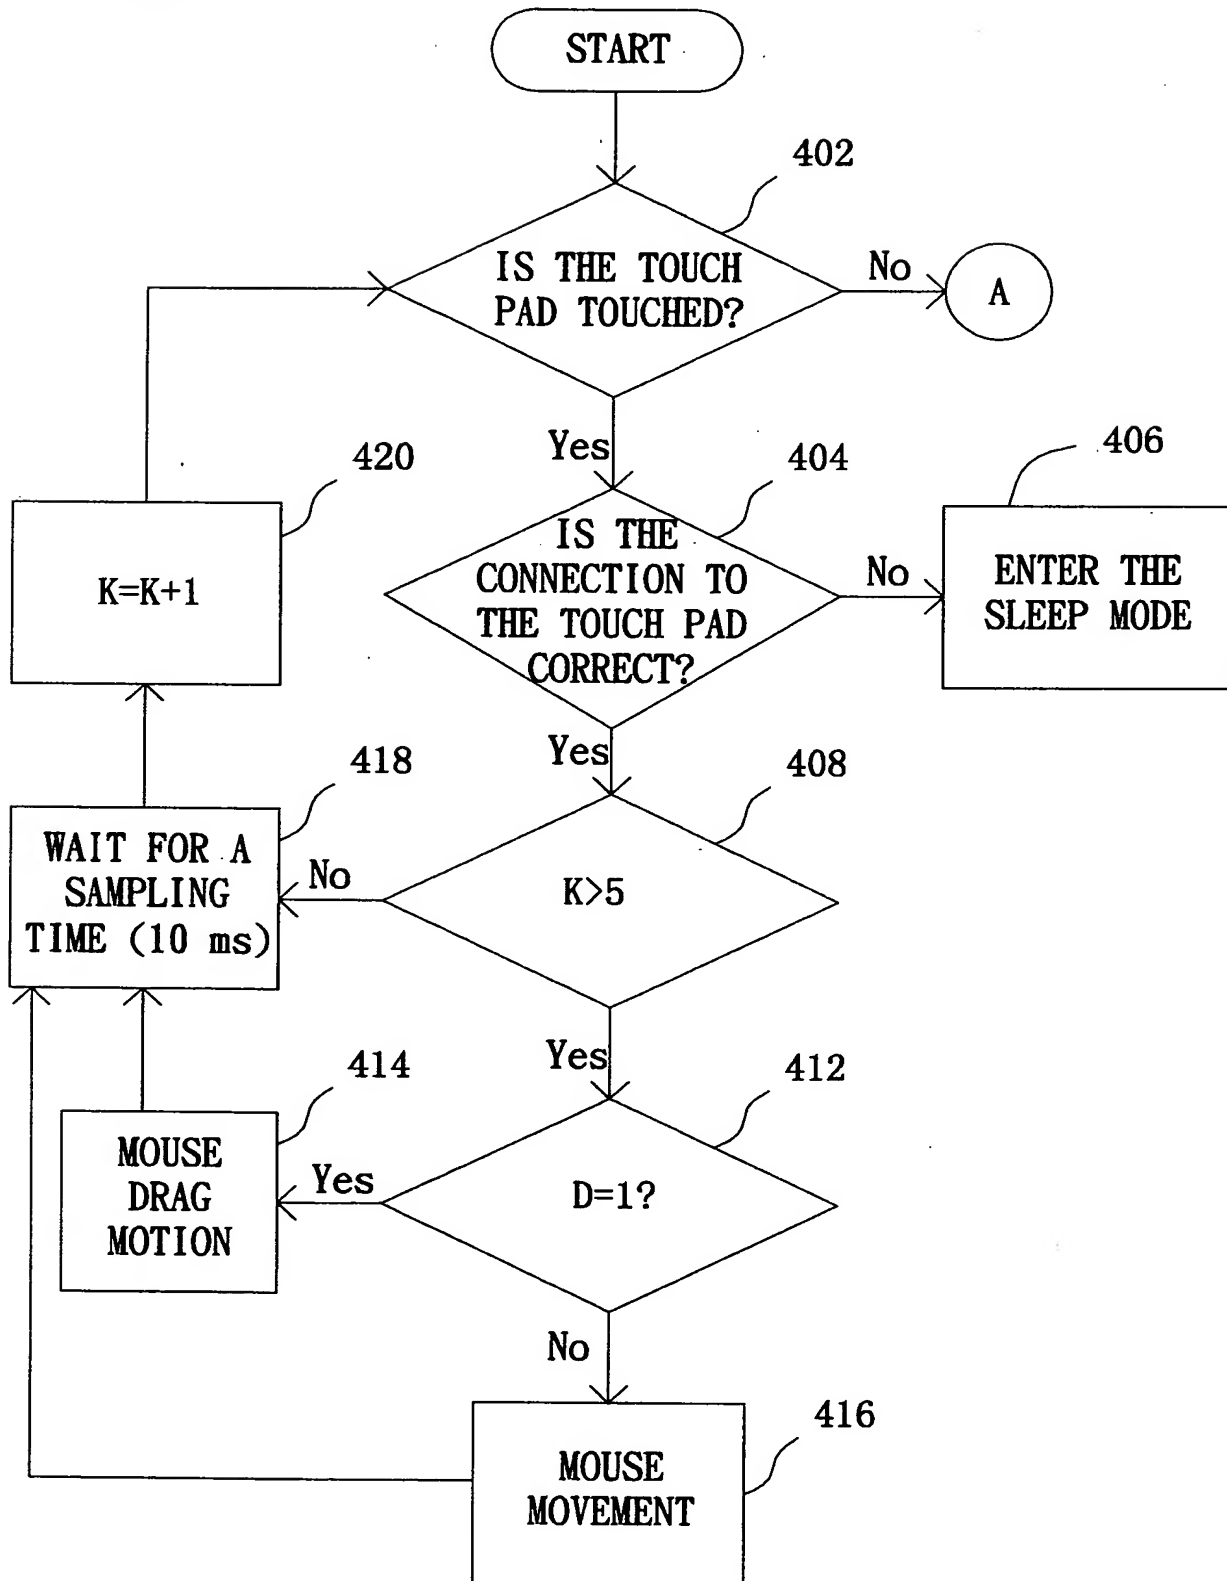 START
402
IS THE TOUCH
PAD TOUCHED?
No
A
Yes
404
406
420
IS THE
CONNECTION TO
THE TOUCH PAD
CORRECT?
No
ENTER THE
SLEEP MODE
K=K+1
Yes
418
408
WAIT FOR A
SAMPLING
TIME (10 ms)
No
K>5
Yes
414
412
MOUSE
DRAG
MOTION
Yes
D=1?
No
416
MOUSE
MOVEMENT